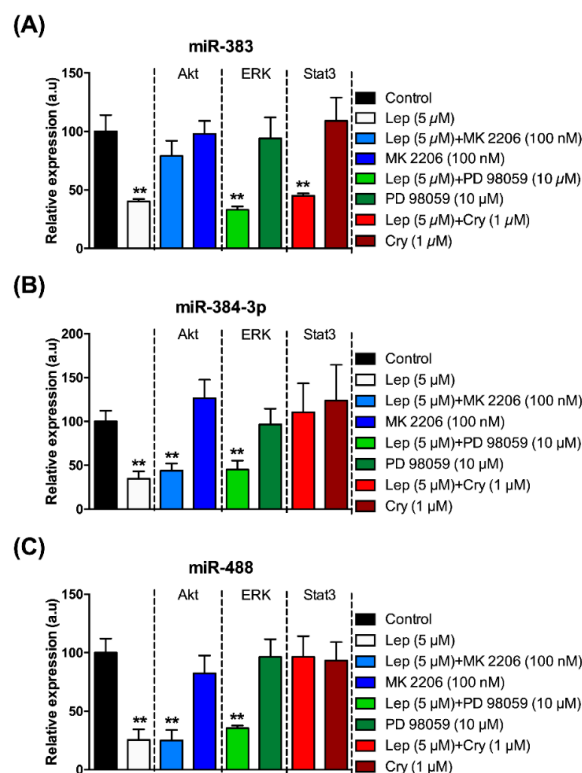 (A)
miR-383
Akt ERK Stat3
Relative expression (a.u)
150
100
50
0
** ** **
Control
Lep (5 µM)
Lep (5 µM)+MK 2206 (100 nM)
MK 2206 (100 nM)
Lep (5 µM)+PD 98059 (10 µM)
PD 98059 (10 µM)
Lep (5 µM)+Cry (1 µM)
Cry (1 µM)
(B)
miR-384-3p
Akt ERK Stat3
Relative expression (a.u)
200
150
100
50
0
** ** **
Control
Lep (5 µM)
Lep (5 µM)+MK 2206 (100 nM)
MK 2206 (100 nM)
Lep (5 µM)+PD 98059 (10 µM)
PD 98059 (10 µM)
Lep (5 µM)+Cry (1 µM)
Cry (1 µM)
(C)
miR-488
Akt ERK Stat3
Relative expression (a.u)
150
100
50
0
** ** **
Control
Lep (5 µM)
Lep (5 µM)+MK 2206 (100 nM)
MK 2206 (100 nM)
Lep (5 µM)+PD 98059 (10 µM)
PD 98059 (10 µM)
Lep (5 µM)+Cry (1 µM)
Cry (1 µM)